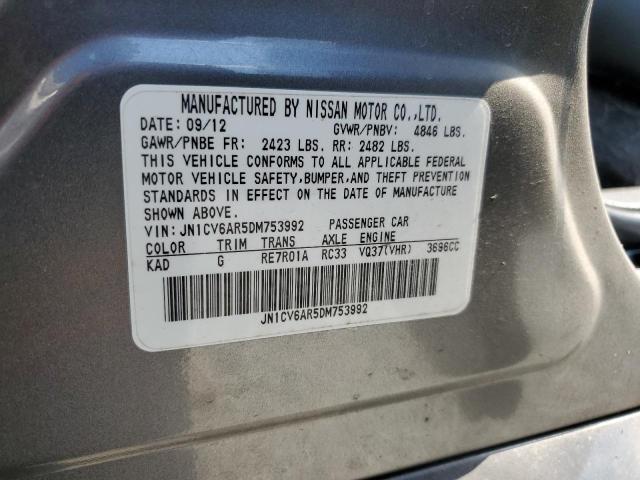 MANUFACTURED BY NISSAN MOTOR CO.,LTD.
DATE: 09/12 GVWR/PNBV: 4846 LBS.
GAWR/PNBE FR: 2423 LBS. RR: 2482 LBS.
THIS VEHICLE CONFORMS TO ALL APPLICABLE FEDERAL
MOTOR VEHICLE SAFETY,BUMPER,AND THEFT PREVENTION
STANDARDS IN EFFECT ON THE DATE OF MANUFACTURE
SHOWN ABOVE.
VIN: JN1CV6AR5DM753992 PASSENGER CAR
COLOR TRIM TRANS AXLE ENGINE
KAD G RE7R01A RC33 VQ37(VHR) 3696CC
JN1CV6AR5DM753992